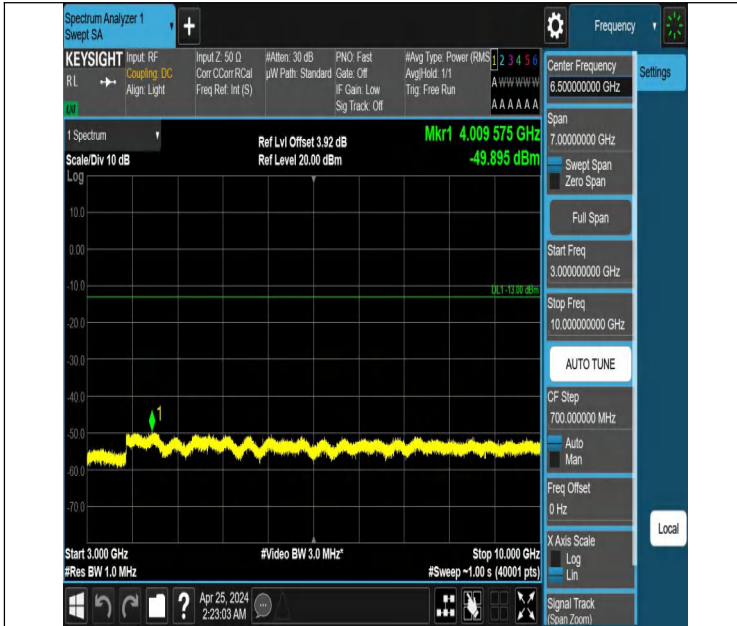 Spectrum Analyzer 1
Swept SA
+
Frequency
KEYSIGHT
RL
Input: RF
Coupling: DC
Align: Light
Input Z: 50 Ω
Corr CCorr RCal
Freq Ref: Int (S)
#Atten: 30 dB
µW Path: Standard
PNO: Fast
Gate: Off
IF Gain: Low
Sig Track: Off
#Avg Type: Power (RMS
Avg|Hold: 1/1
Trig: Free Run
1 2 3 4 5 6
A W W W W W
A A A A A A
1 Spectrum
Scale/Div 10 dB
Ref Lvl Offset 3.92 dB
Ref Level 20.00 dBm
Mkr1 4.009 575 GHz
-49.895 dBm
Log
10.0
0.00
-10.0
DL1 -13.00 dBm
-20.0
-30.0
-40.0
1
-50.0
-60.0
-70.0
Start 3.000 GHz
#Res BW 1.0 MHz
#Video BW 3.0 MHz*
Stop 10.000 GHz
#Sweep ~1.00 s (40001 pts)
?
Apr 25, 2024
2:23:03 AM
Center Frequency
6.500000000 GHz
Settings
Span
7.00000000 GHz
Swept Span
Zero Span
Full Span
Start Freq
3.000000000 GHz
Stop Freq
10.000000000 GHz
AUTO TUNE
CF Step
700.000000 MHz
Auto
Man
Freq Offset
0 Hz
X Axis Scale
Log
Lin
Local
Signal Track
(Span Zoom)